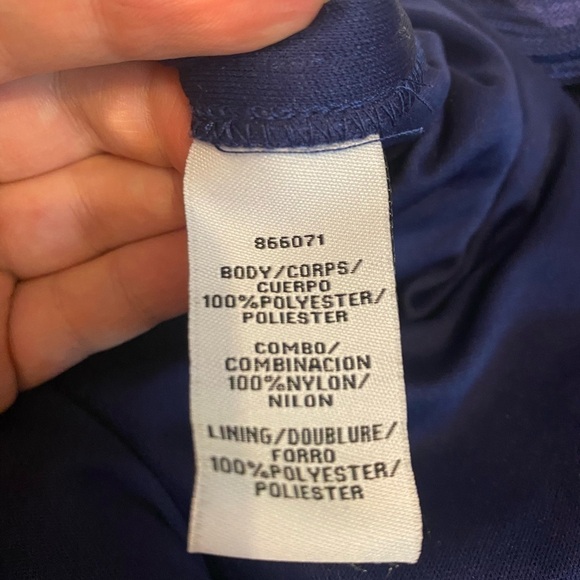 866071
BODY/CORPS/
CUERPO
100%POLYESTER/
POLIESTER
COMBO/
COMBINACION
100%NYLON/
NILON
LINING/DOUBLURE/
FORRO
100%POLYESTER/
POLIESTER